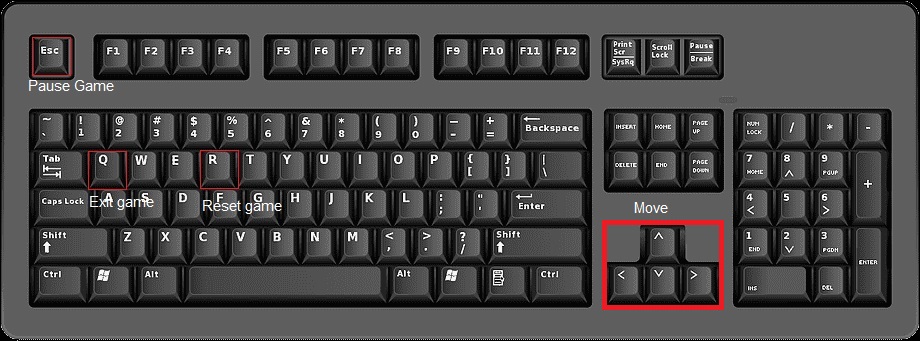 Esc F1 F2 F3 F4 F5 F6 F7 F8 F9 F10 F11 F12 Print Scr SysRq Scroll Lock Pause Break
Pause Game
~ ` ! 1 @ 2 # 3 $ 4 % 5 ^ 6 & 7 * 8 ( 9 ) 0 _ - + = ← Backspace INSERT HOME PAGE UP NUM LOCK / * -
Tab Q W E R T Y U I O P { [ } ] | \ DELETE END PAGE DOWN 7 HOME 8 ^ 9 PGUP +
Caps Lock A S D F G H J K L : ; " ' ← Enter 4 < 5 6 >
Exit game Reset game Move
Shift Z X C V B N M < , > . ? / Shift ^ 1 END 2 ∨ 3 PGDN ENTER
Ctrl Alt Alt Ctrl < ∨ > INS DEL